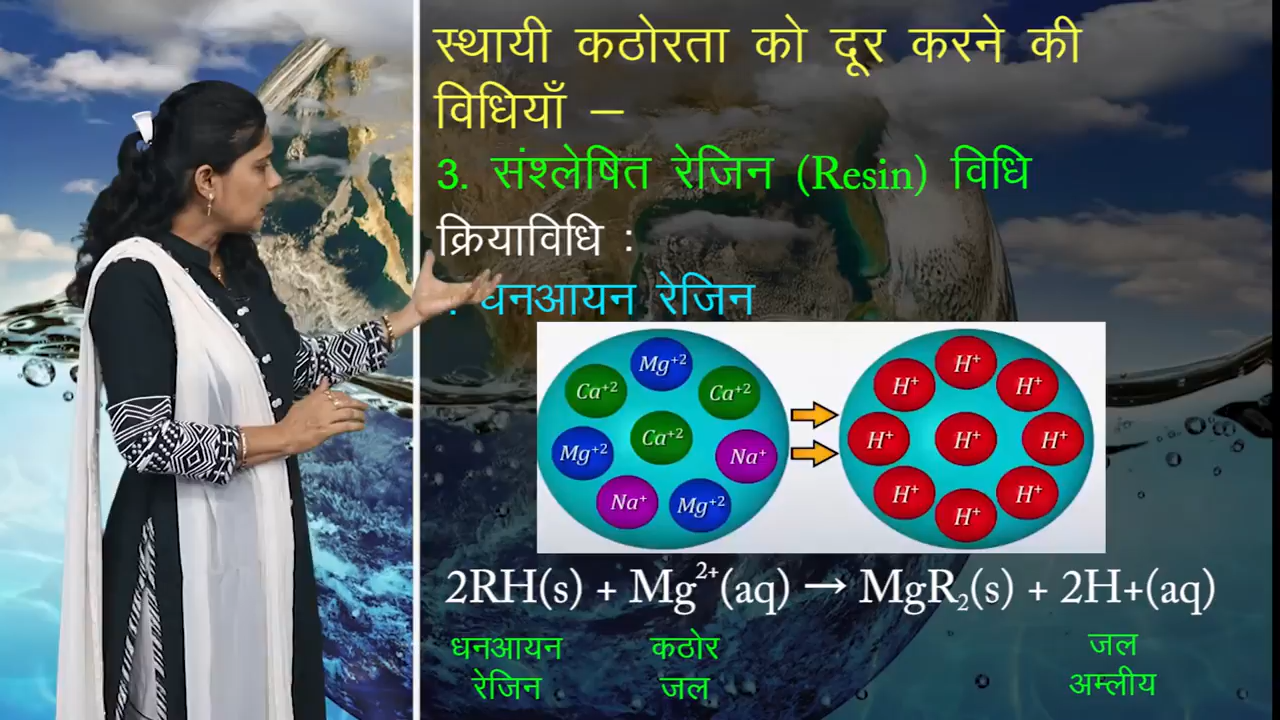 स्थायी कठोरता को दूर करने की
विधियाँ –
3. संश्लेषित रेजिन (Resin) विधि
क्रियाविधि :
धनआयन रेजिन
Mg⁺² H⁺
Ca⁺² Ca⁺² H⁺ H⁺
Mg⁺² Ca⁺² Na⁺ H⁺ H⁺ H⁺
Na⁺ Mg⁺² H⁺ H⁺
H⁺
2RH(s) + Mg²⁺(aq) → MgR₂(s) + 2H+(aq)
धनआयन कठोर जल
रेजिन जल अम्लीय